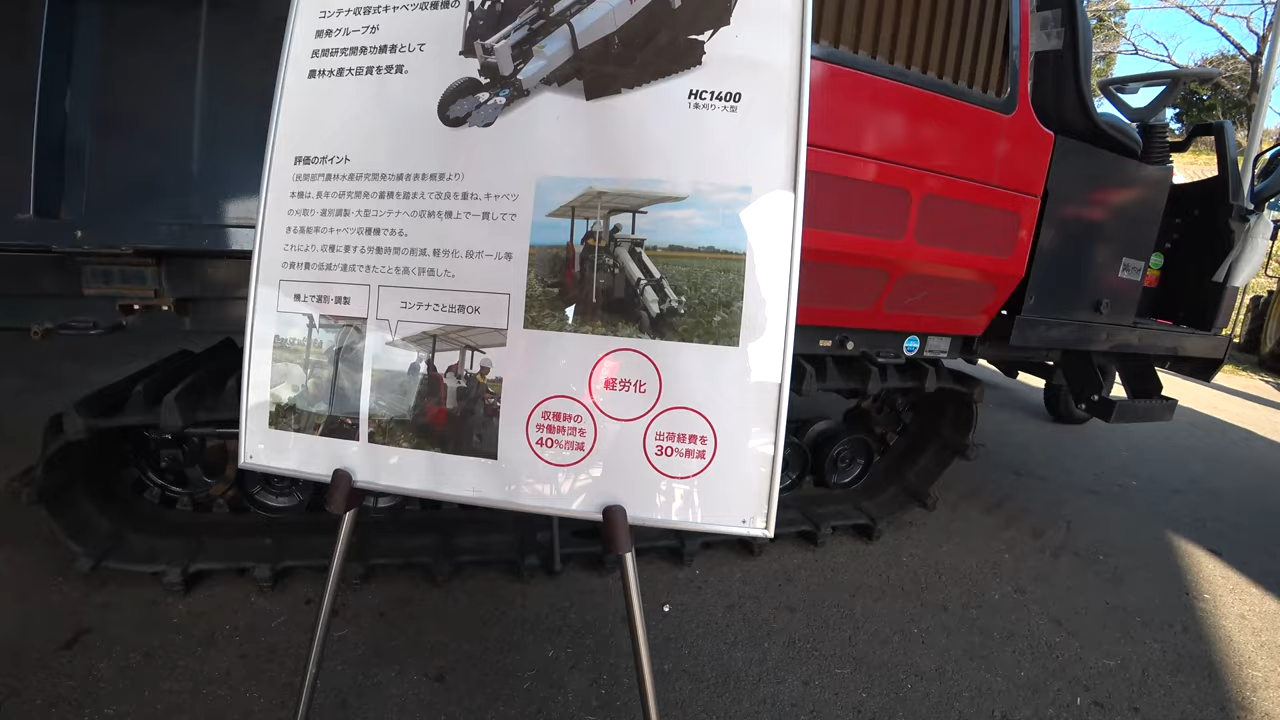 コンテナ収容式キャベツ収穫機の
開発グループが
民間研究開発功績者として
農林水産大臣賞を受賞。
HC1400
1条刈り・大型
評価のポイント
（民間部門農林水産研究開発功績者表彰概要より）
本機は、長年の研究開発の蓄積を踏まえて改良を重ね、キャベツ
の刈取り・選別調製・大型コンテナへの収納を機上で一貫してで
きる高能率のキャベツ収穫機である。
これにより、収穫に要する労働時間の削減、軽労化、段ボール等
の資材費の低減が達成できたことを高く評価した。
機上で選別・調製
コンテナごと出荷OK
軽労化
収穫時の
労働時間を
40%削減
出荷経費を
30%削減